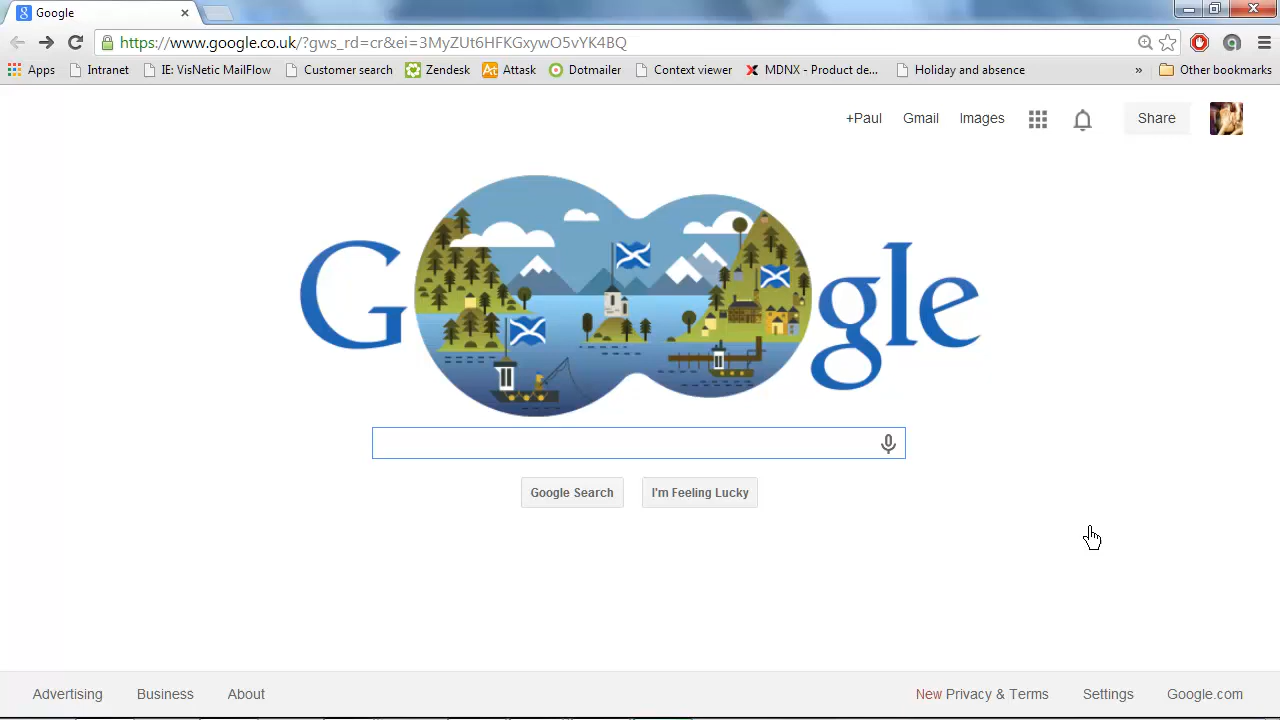 Google
https://www.google.co.uk/?gws_rd=cr&ei=3MyZUt6HFKGxywO5vYK4BQ
Apps Intranet IE: VisNetic MailFlow Customer search Zendesk At Attask Dotmailer Context viewer MDNX - Product de... Holiday and absence » Other bookmarks
+Paul Gmail Images Share
G gle
Google Search I'm Feeling Lucky
Advertising Business About New Privacy & Terms Settings Google.com